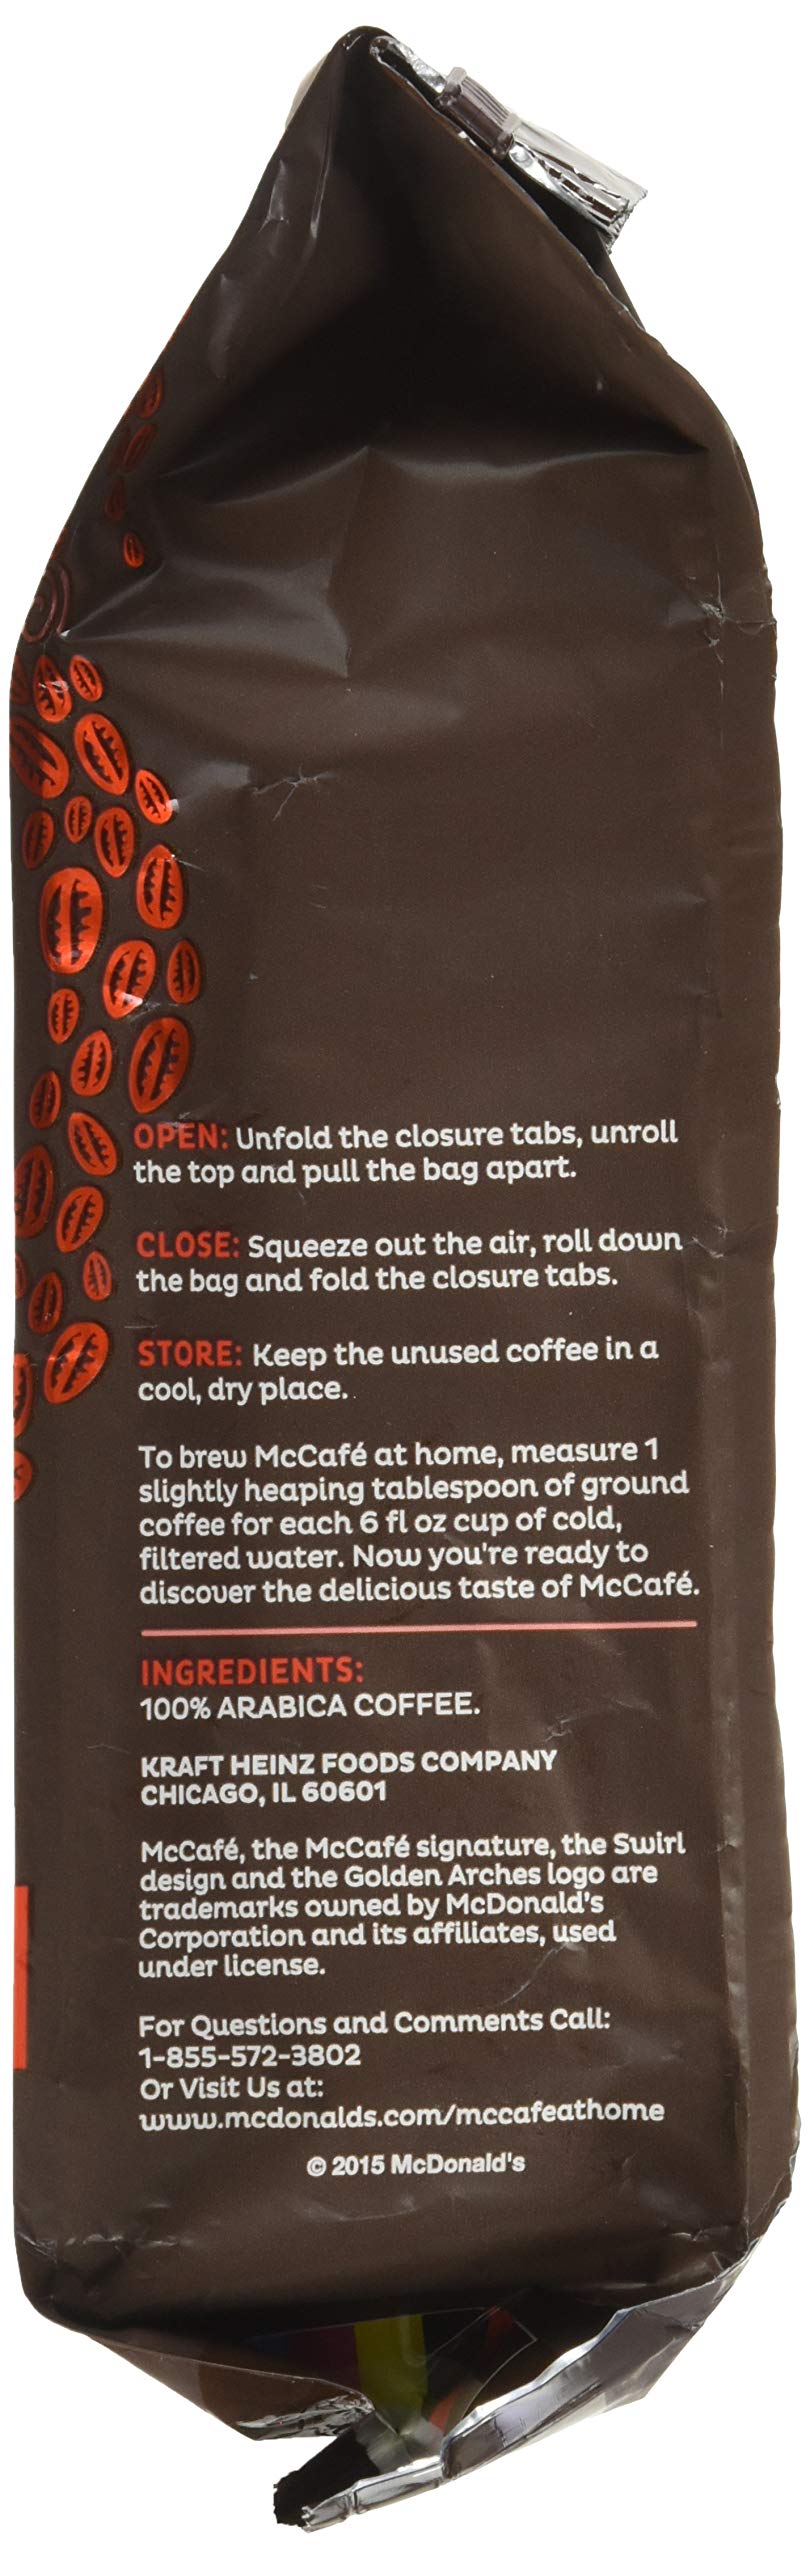 OPEN: Unfold the closure tabs, unroll
the top and pull the bag apart.
CLOSE: Squeeze out the air, roll down
the bag and fold the closure tabs.
STORE: Keep the unused coffee in a
cool, dry place.
To brew McCafé at home, measure 1
slightly heaping tablespoon of ground
coffee for each 6 fl oz cup of cold,
filtered water. Now you're ready to
discover the delicious taste of McCafé.
INGREDIENTS:
100% ARABICA COFFEE.
KRAFT HEINZ FOODS COMPANY
CHICAGO, IL 60601
McCafé, the McCafé signature, the Swirl
design and the Golden Arches logo are
trademarks owned by McDonald's
Corporation and its affiliates, used
under license.
For Questions and Comments Call:
1-855-572-3802
Or Visit Us at:
www.mcdonalds.com/mccafeathome
© 2015 McDonald's